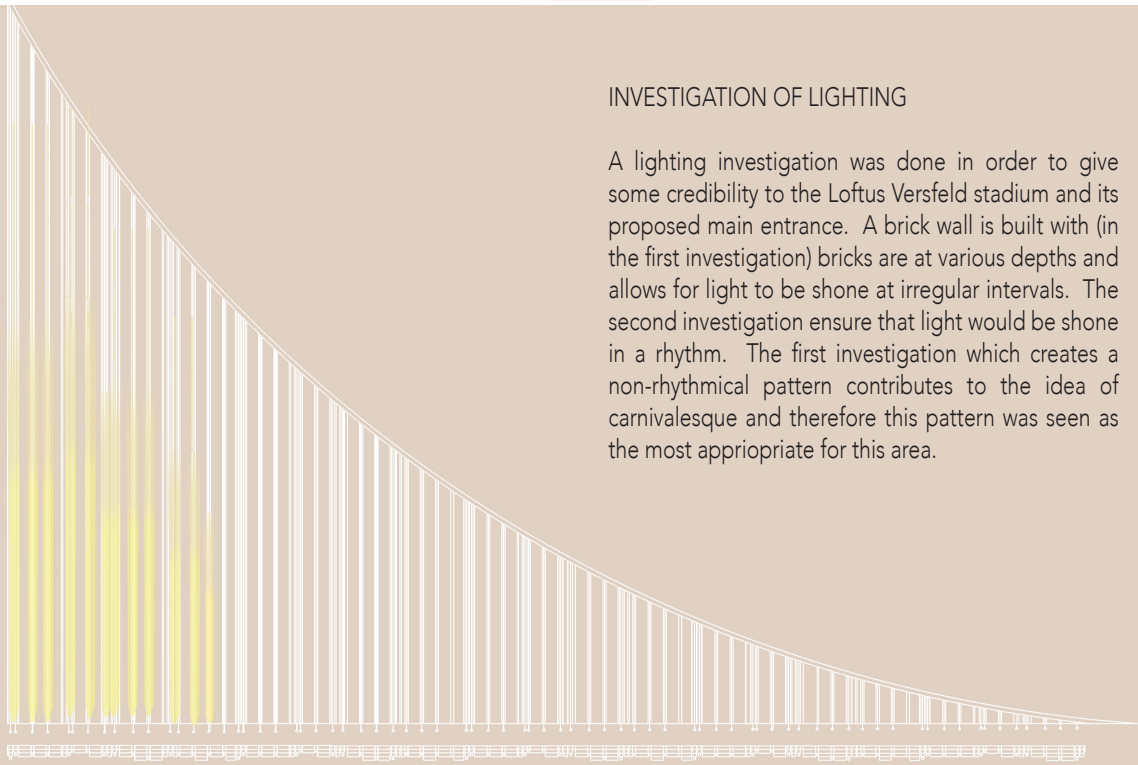 INVESTIGATION OF LIGHTING
A lighting investigation was done in order to give
some credibility to the Loftus Versfeld stadium and its
proposed main entrance. A brick wall is built with (in
the first investigation) bricks are at various depths and
allows for light to be shone at irregular intervals. The
second investigation ensure that light would be shone
in a rhythm. The first investigation which creates a
non-rhythmical pattern contributes to the idea of
carnivalesque and therefore this pattern was seen as
the most appriopriate for this area.